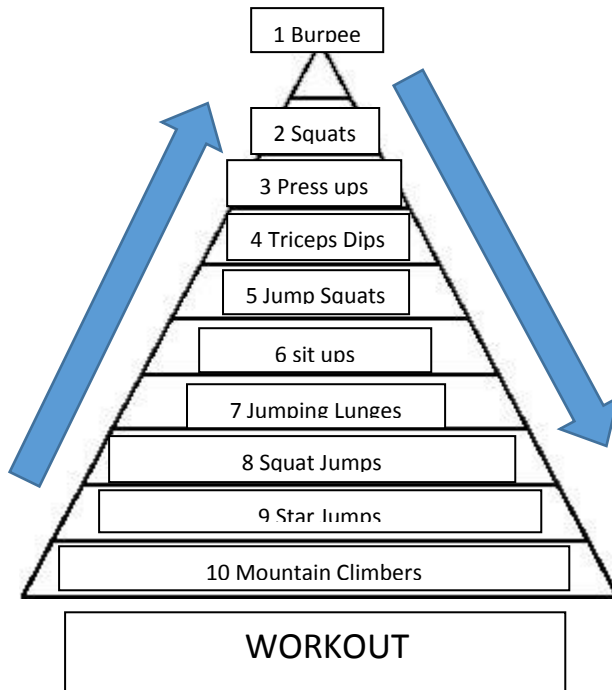 1 Burpee
2 Squats
3 Press ups
4 Triceps Dips
5 Jump Squats
6 sit ups
7 Jumping Lunges
8 Squat Jumps
9 Star Jumps
10 Mountain Climbers
WORKOUT